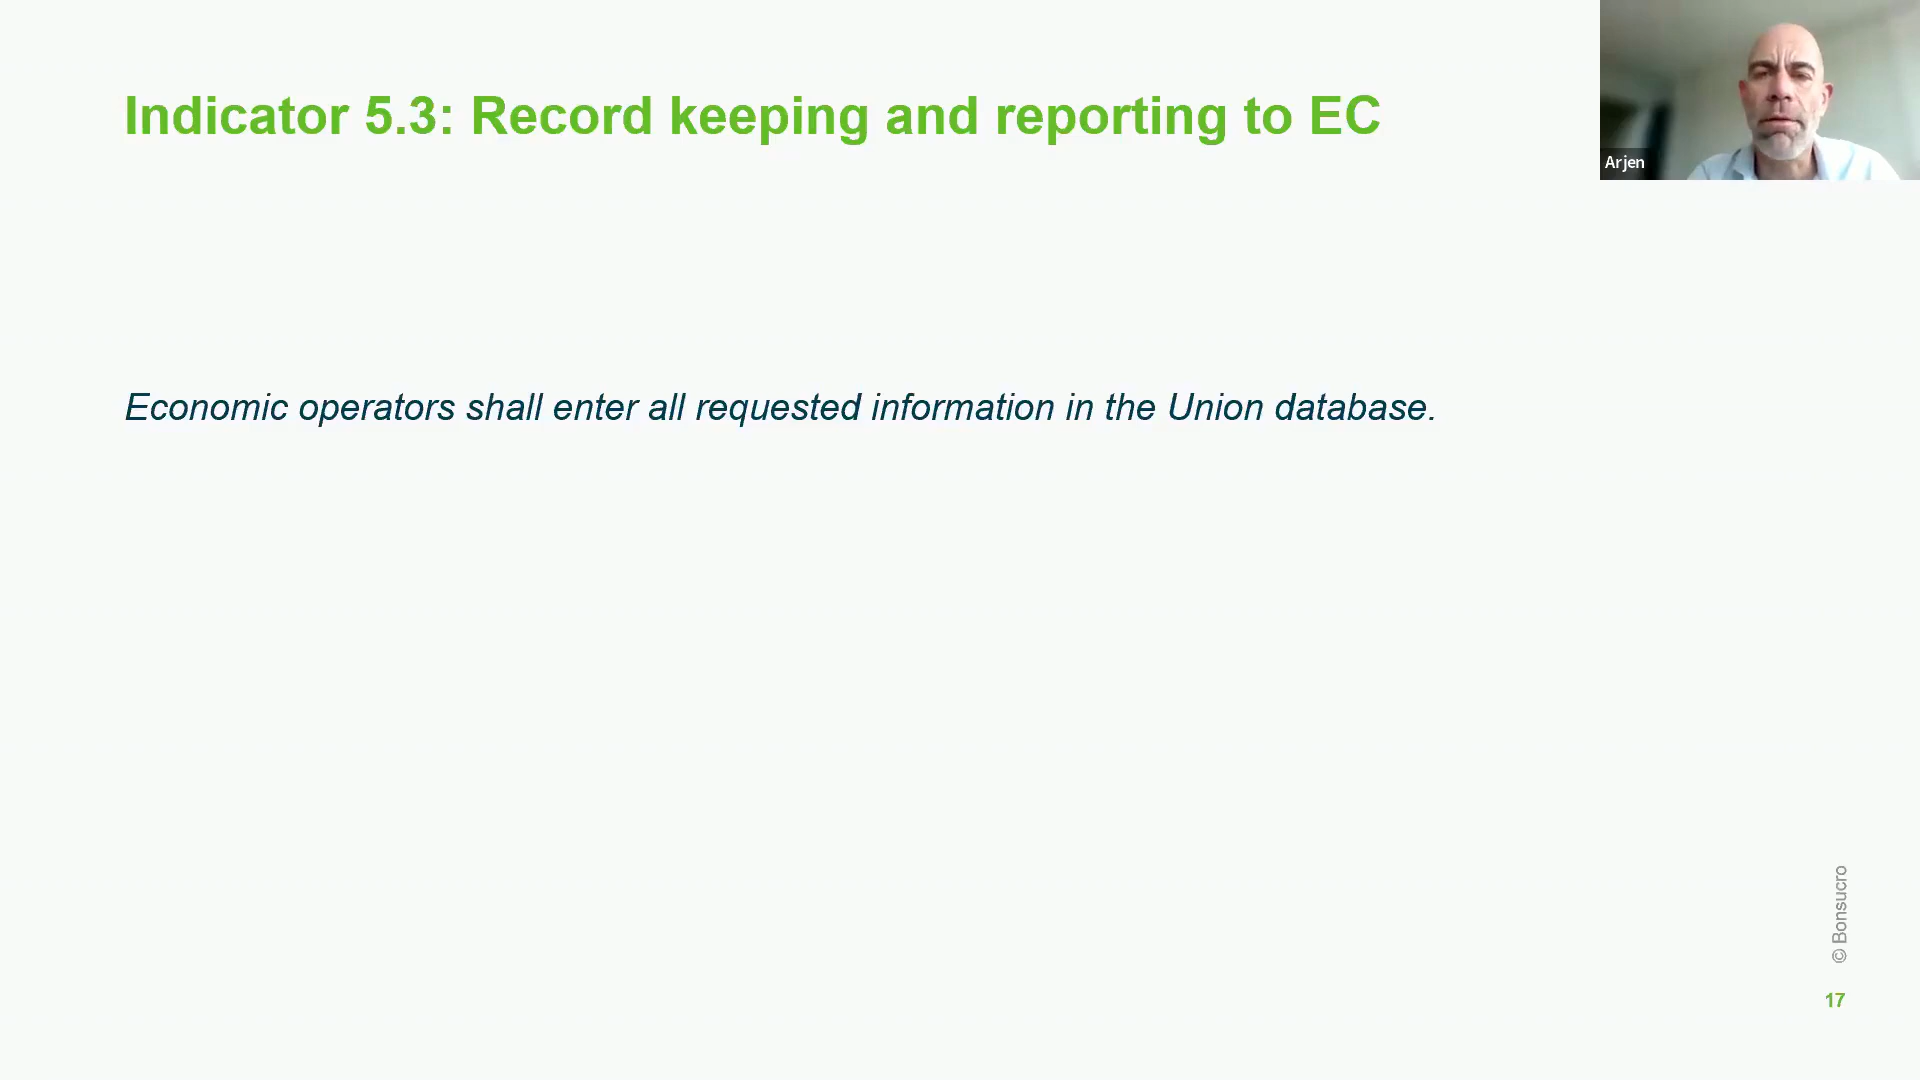 Indicator 5.3: Record keeping and reporting to EC
Arjen
Economic operators shall enter all requested information in the Union database.
© Bonsucro
17